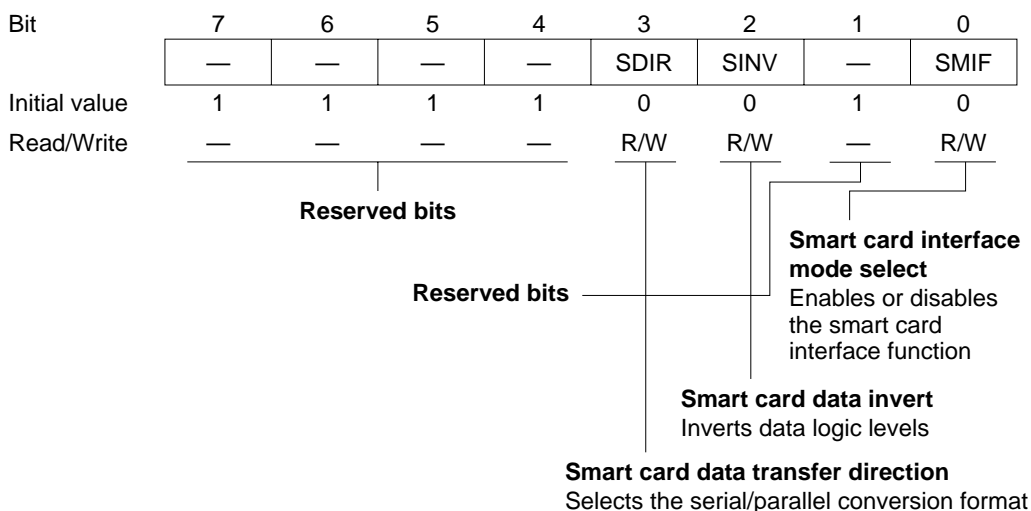 Bit 7 6 5 4 3 2 1 0
— — — — SDIR SINV — SMIF
Initial value 1 1 1 1 0 0 1 0
Read/Write — — — — R/W R/W — R/W
Reserved bits
Smart card interface
mode select
Enables or disables
the smart card
interface function
Reserved bits
Smart card data invert
Inverts data logic levels
Smart card data transfer direction
Selects the serial/parallel conversion format